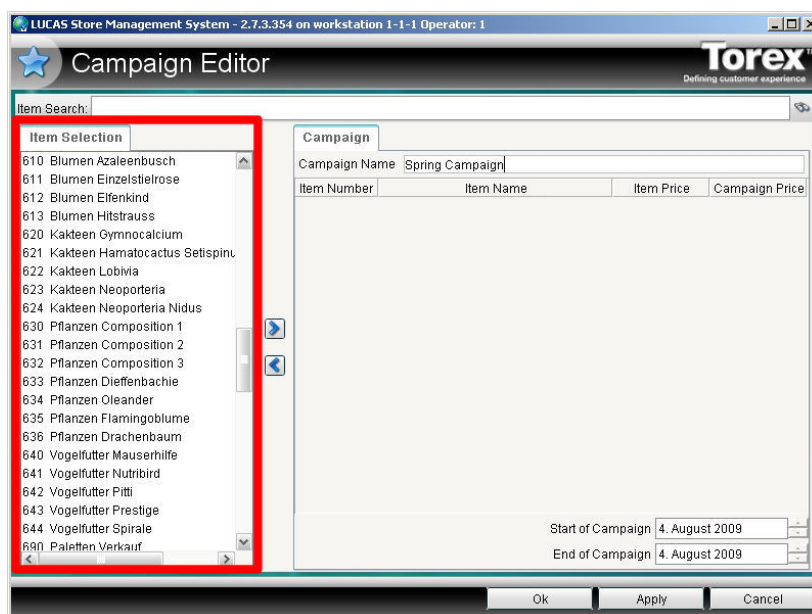 LUCAS Store Management System - 2.7.3.354 on workstation 1-1-1 Operator: 1
Campaign Editor
Torex
Defining customer experience
Item Search:
Item Selection
610 Blumen Azaleenbusch
611 Blumen Einzelstielrose
612 Blumen Elfenkind
613 Blumen Hitstrauss
620 Kakteen Gymnocalcium
621 Kakteen Hamatocactus Setispinu
622 Kakteen Lobivia
623 Kakteen Neoporteria
624 Kakteen Neoporteria Nidus
630 Pflanzen Composition 1
631 Pflanzen Composition 2
632 Pflanzen Composition 3
633 Pflanzen Dieffenbachie
634 Pflanzen Oleander
635 Pflanzen Flamingoblume
636 Pflanzen Drachenbaum
640 Vogelfutter Mauserhilfe
641 Vogelfutter Nutribird
642 Vogelfutter Pitti
643 Vogelfutter Prestige
644 Vogelfutter Spirale
690 Paletten Verkauf
Campaign
Campaign Name Spring Campaign
Item Number Item Name Item Price Campaign Price
Start of Campaign 4. August 2009
End of Campaign 4. August 2009
Ok Apply Cancel